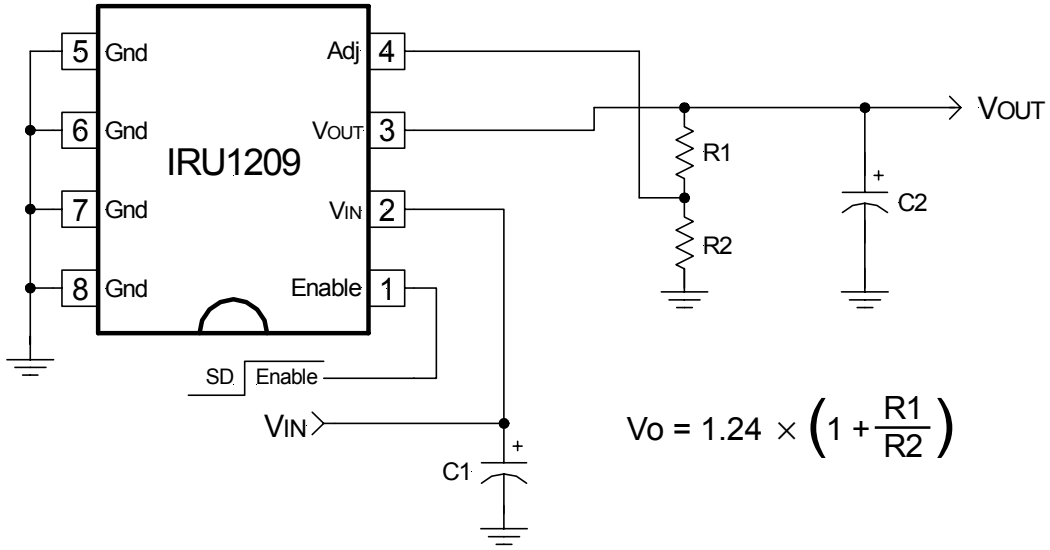 5 Gnd Adj 4
6 Gnd VOUT 3
IRU1209
7 Gnd VIN 2
8 Gnd Enable 1
R1
R2
+
C2
VOUT
SD Enable
VIN
+
C1
Vo = 1.24 × (1 + R1/R2)